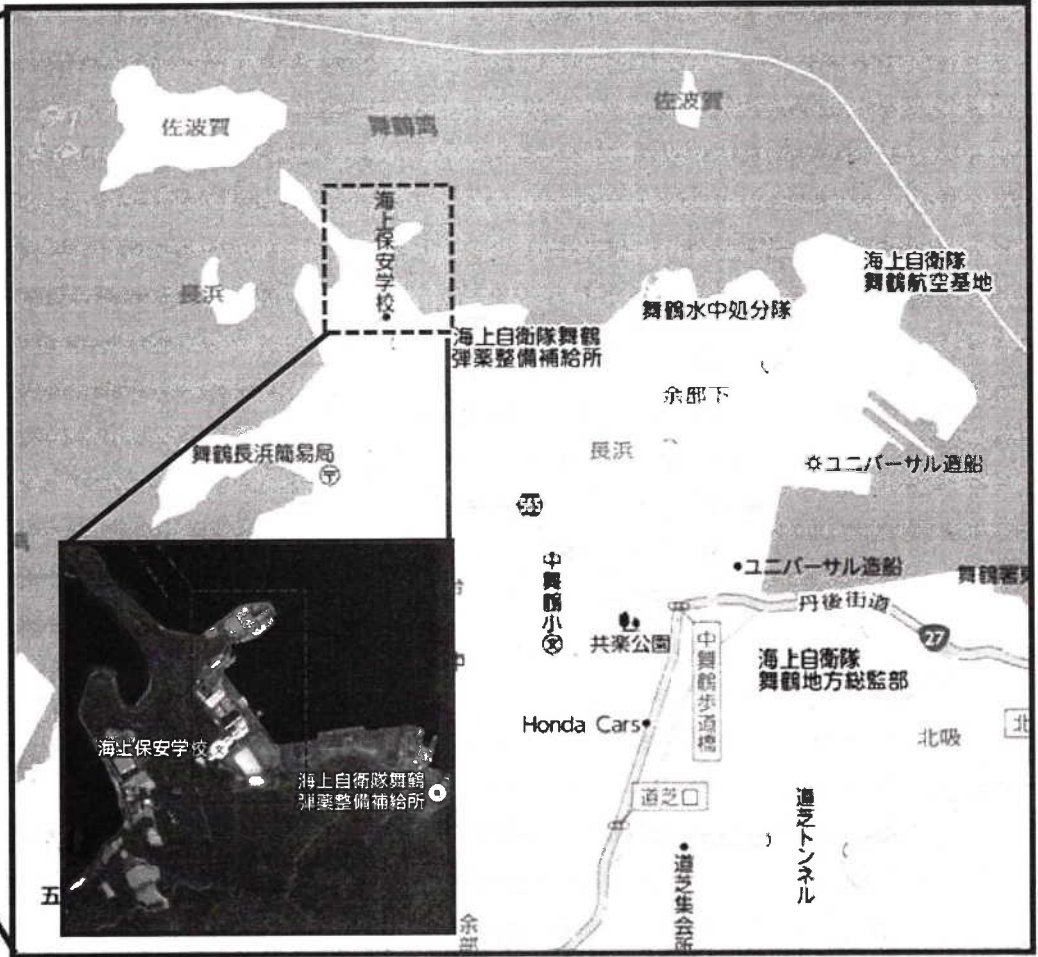 佐波賀
舞鶴湾
佐波賀
海上保安学校
長浜
海上自衛隊
舞鶴航空基地
舞鶴水中処分隊
海上自衛隊舞鶴
弾薬整備補給所
余部下
舞鶴長浜簡易局
長浜
ユニバーサル造船
565
中舞鶴小
ユニバーサル造船
丹後街道
27
共楽公園
中舞鶴歩道橋
海上自衛隊
舞鶴地方総監部
Honda Cars
北吸
北
海上保安学校
海上自衛隊舞鶴
弾薬整備補給所
道芝口
道芝トンネル
道芝集会所
五
余部